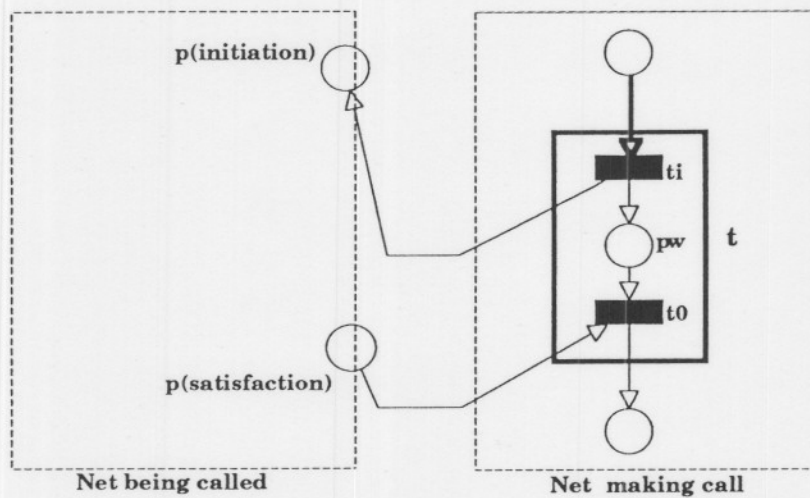 p(initiation)
ti
pw
t
t0
p(satisfaction)
Net being called
Net making call